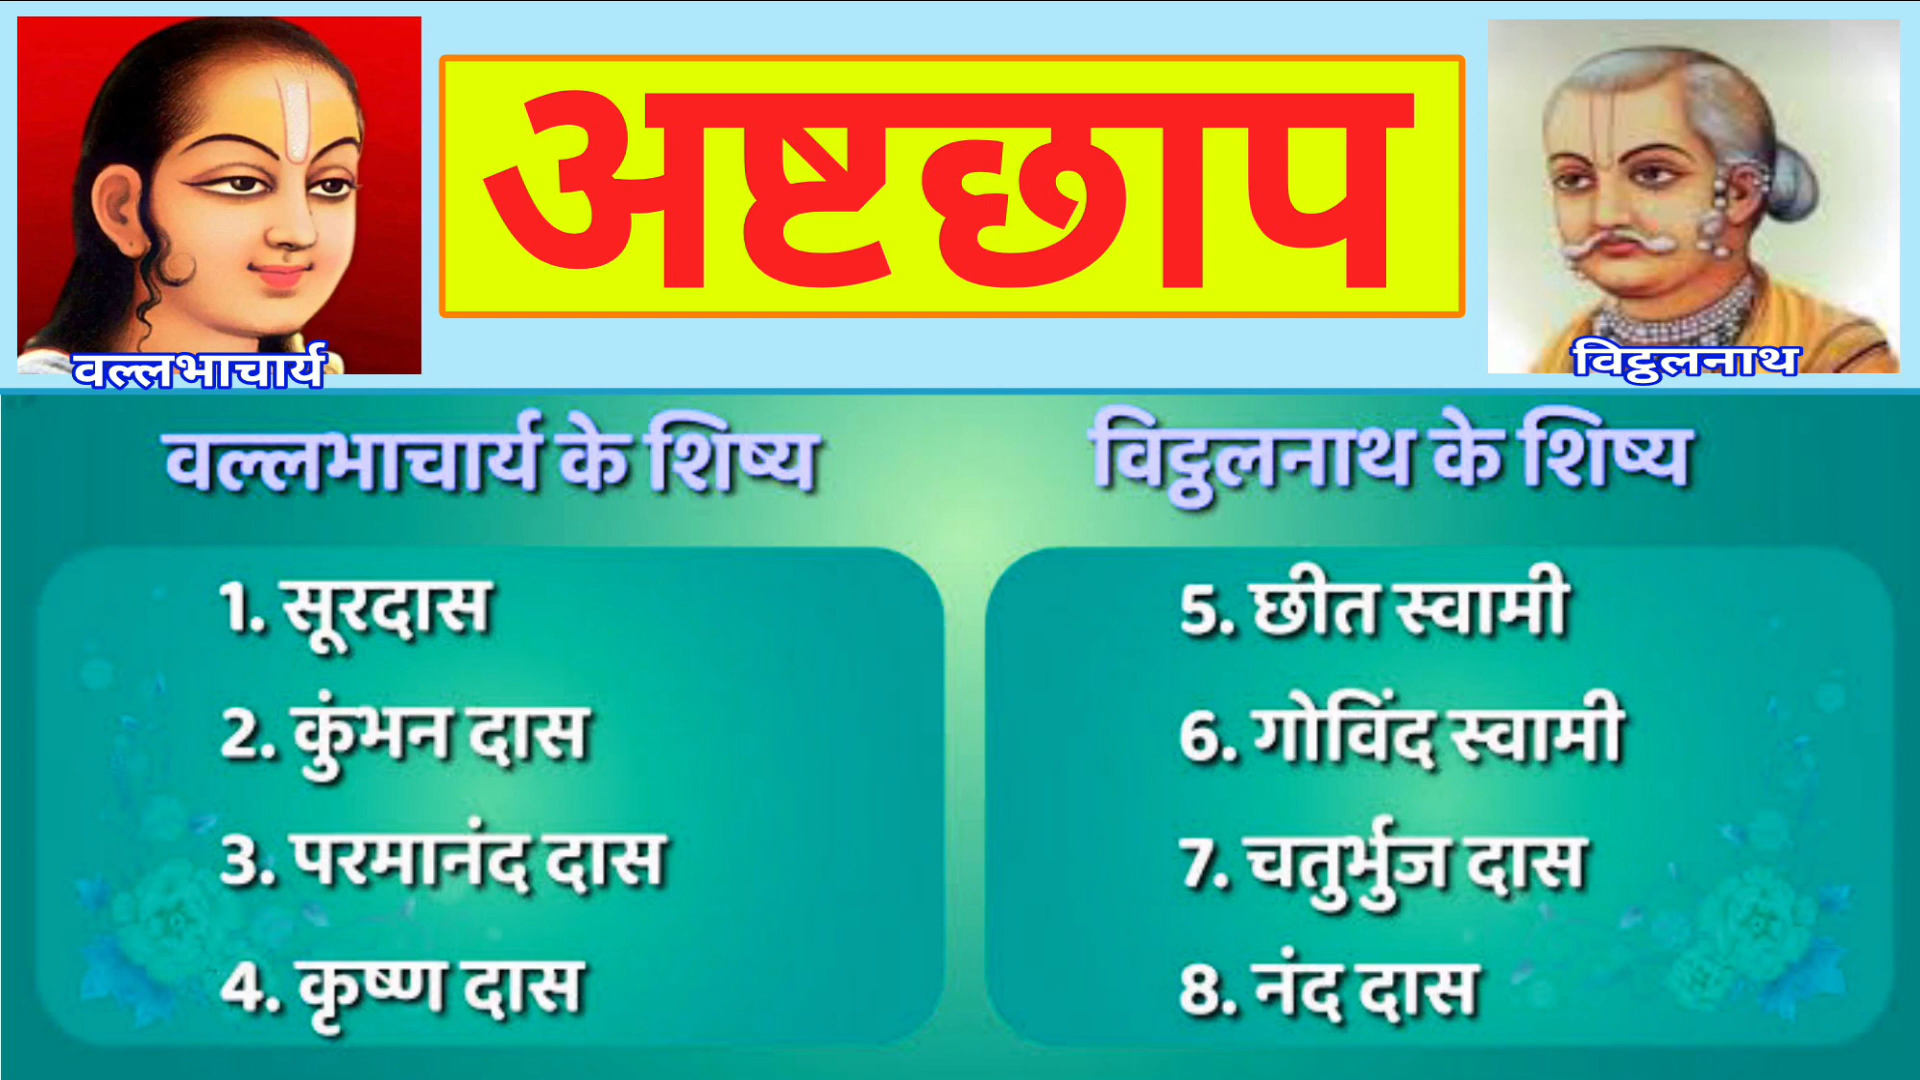 अष्टछाप
वल्लभाचार्य
विट्ठलनाथ
वल्लभाचार्य के शिष्य
1. सूरदास
2. कुंभन दास
3. परमानंद दास
4. कृष्ण दास
विट्ठलनाथ के शिष्य
5. छीत स्वामी
6. गोविंद स्वामी
7. चतुर्भुज दास
8. नंद दास